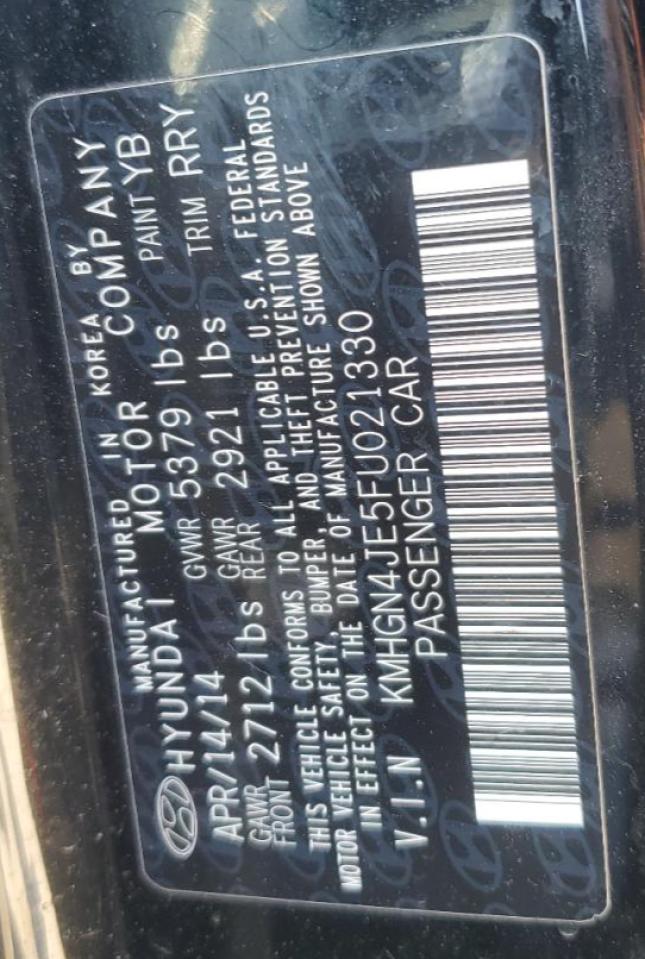 MANUFACTURED IN KOREA BY
HYUNDAI MOTOR COMPANY
APR/14/14 GVWR 5379 lbs PAINT YB
GAWR FRONT 2712 lbs GAWR REAR 2921 lbs TRIM RRY
THIS VEHICLE CONFORMS TO ALL APPLICABLE U.S.A. FEDERAL
MOTOR VEHICLE SAFETY, BUMPER AND THEFT PREVENTION STANDARDS
IN EFFECT ON THE DATE OF MANUFACTURE SHOWN ABOVE
V.I.N KMHGN4JE5FU021330
PASSENGER CAR